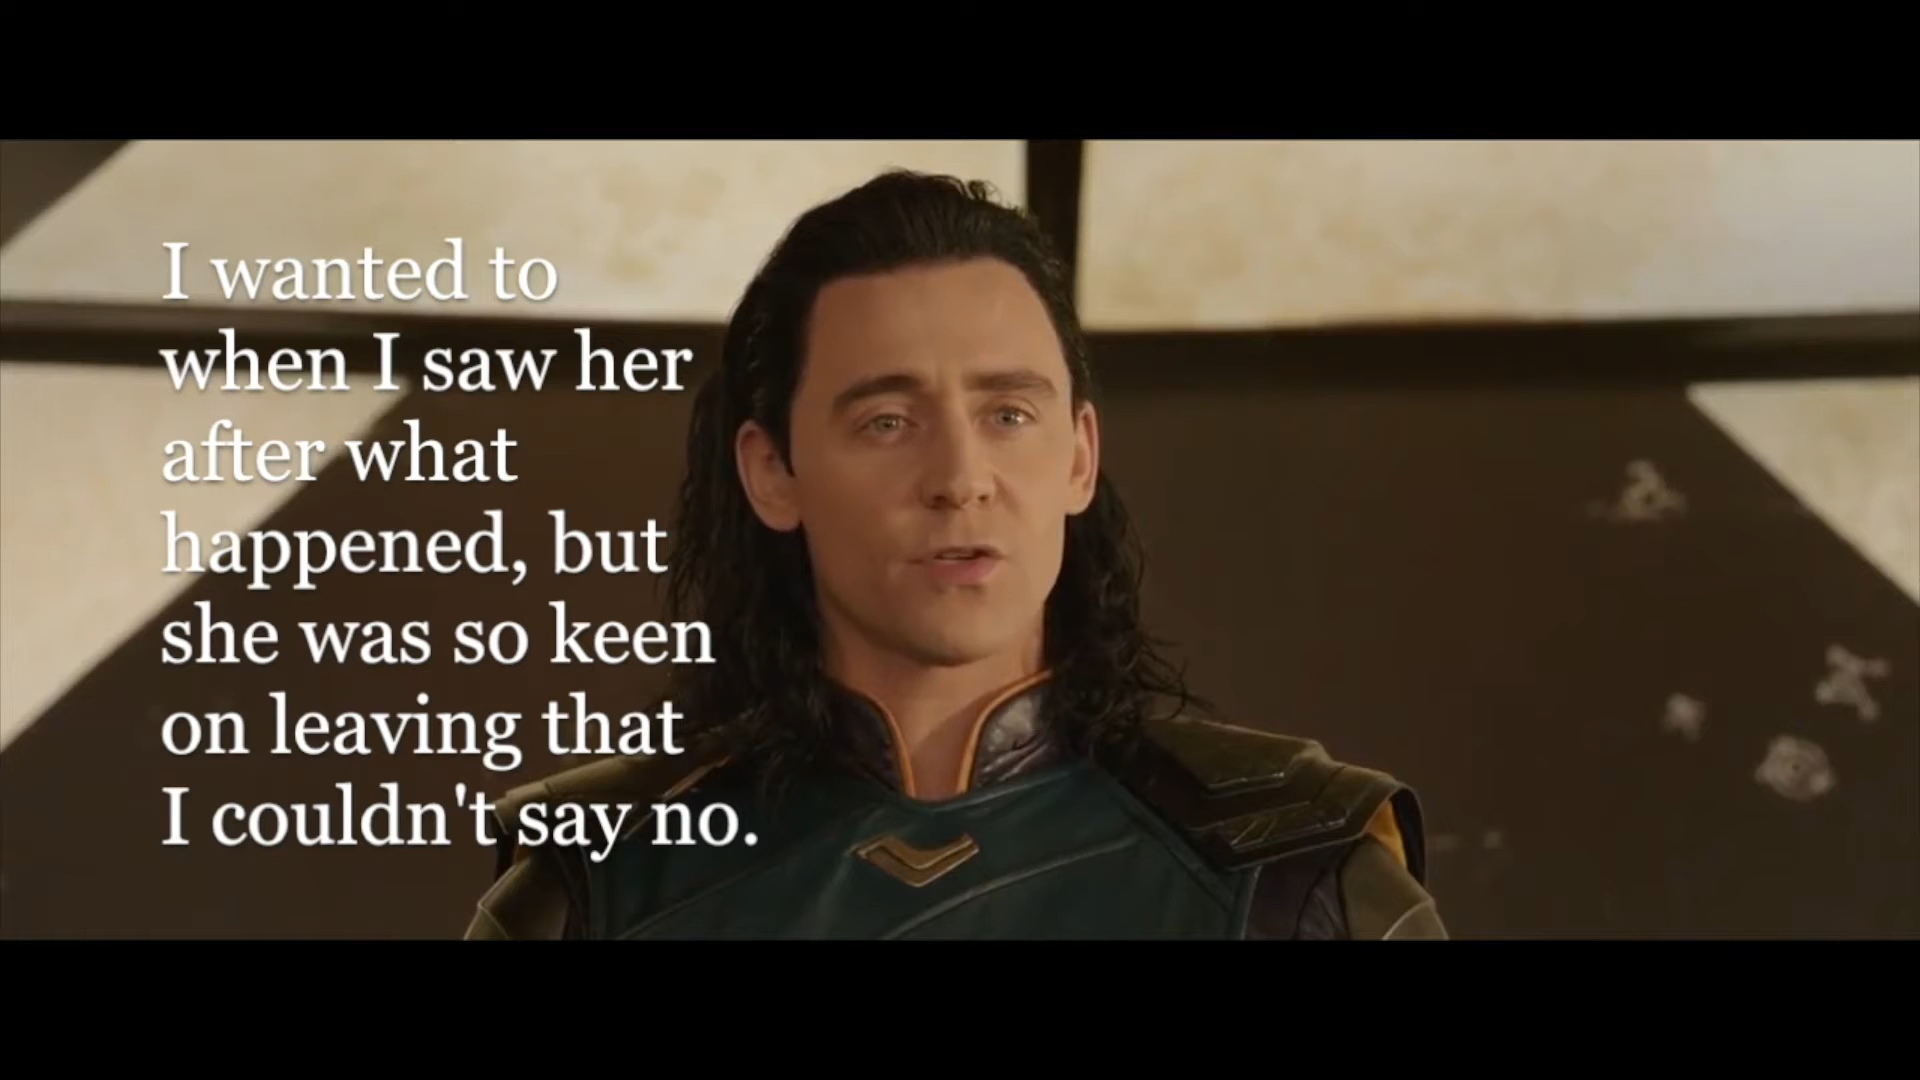 I wanted to
when I saw her
after what
happened, but
she was so keen
on leaving that
I couldn't say no.